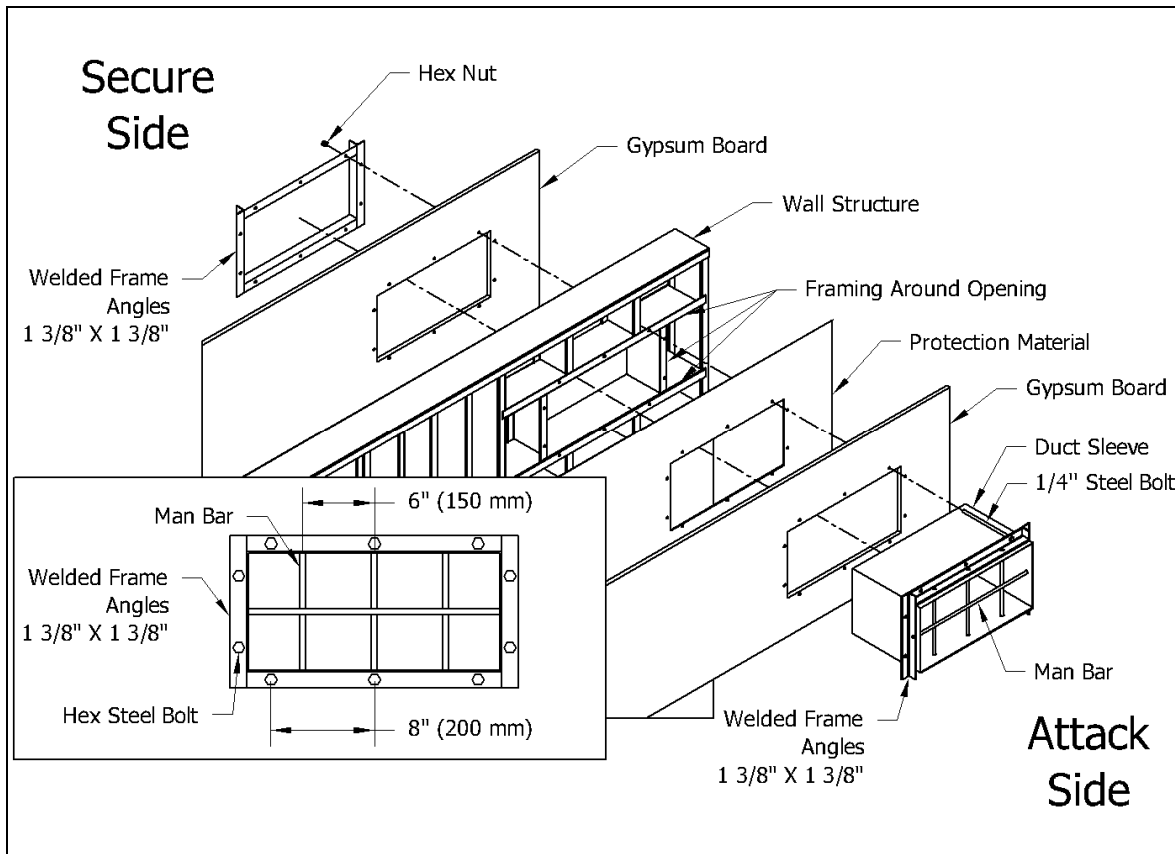 Secure
Side
Hex Nut
Gypsum Board
Wall Structure
Welded Frame
Angles
1 3/8" X 1 3/8"
Framing Around Opening
Protection Material
Gypsum Board
Duct Sleeve
1/4" Steel Bolt
6" (150 mm)
Man Bar
Welded Frame
Angles
1 3/8" X 1 3/8"
Hex Steel Bolt
8" (200 mm)
Man Bar
Welded Frame
Angles
1 3/8" X 1 3/8"
Attack
Side